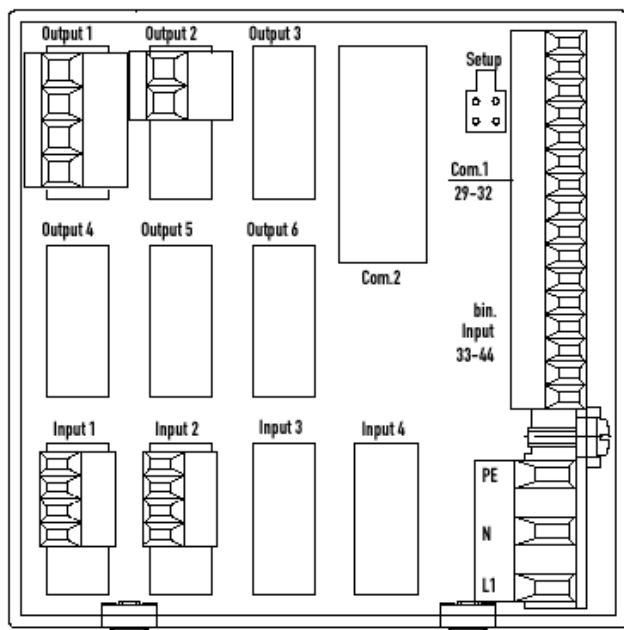 Output 1
Output 2
Output 3
Setup
Com.1
29-32
Output 4
Output 5
Output 6
Com.2
bin.
Input
33-44
Input 1
Input 2
Input 3
Input 4
PE
N
L1